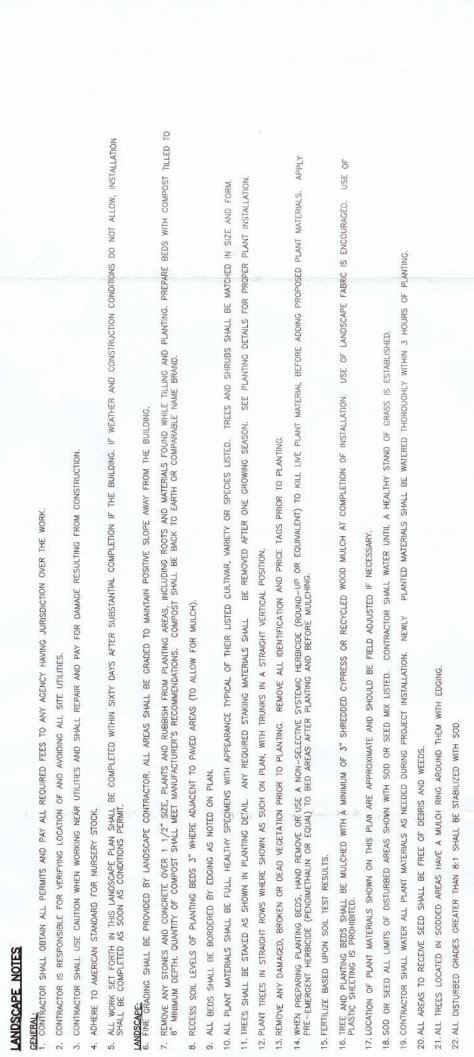 LANDSCAPE NOTES
GENERAL:
1. CONTRACTOR SHALL OBTAIN ALL PERMITS AND PAY ALL REQUIRED FEES TO ANY AGENCY HAVING JURISDICTION OVER THE WORK.
2. CONTRACTOR IS RESPONSIBLE FOR VERIFYING LOCATION OF AND AVOIDING ALL SITE UTILITIES.
3. CONTRACTOR SHALL USE CAUTION WHEN WORKING NEAR UTILITIES AND SHALL REPAIR AND PAY FOR DAMAGE RESULTING FROM CONSTRUCTION.
4. ADHERE TO AMERICAN STANDARD FOR NURSERY STOCK.
5. ALL WORK SET FORTH IN THIS LANDSCAPE PLAN SHALL BE COMPLETED WITHIN SIXTY DAYS AFTER SUBSTANTIAL COMPLETION IF THE BUILDING. IF WEATHER AND CONSTRUCTION CONDITIONS DO NOT ALLOW, INSTALLATION
SHALL BE COMPLETED AS SOON AS CONDITIONS PERMIT.
LANDSCAPE:
6. FINE GRADING SHALL BE PROVIDED BY LANDSCAPE CONTRACTOR. ALL AREAS SHALL BE GRADED TO MAINTAIN POSITIVE SLOPE AWAY FROM THE BUILDING.
7. REMOVE ANY STONES AND CONCRETE OVER 1 1/2" SIZE, PLANTS AND RUBBISH FROM PLANTING AREAS, INCLUDING ROOTS AND MATERIALS FOUND WHILE TILLING AND PLANTING. PREPARE BEDS WITH COMPOST TILLED TO
8" MINIMUM DEPTH. QUANTITY OF COMPOST SHALL MEET MANUFACTURER'S RECOMMENDATIONS. COMPOST SHALL BE BACK TO EARTH OR COMPARABLE NAME BRAND.
8. RECESS SOIL LEVELS OF PLANTING BEDS 3" WHERE ADJACENT TO PAVED AREAS (TO ALLOW FOR MULCH).
9. ALL BEDS SHALL BE BORDERED BY EDGING AS NOTED ON PLAN.
10. ALL PLANT MATERIALS SHALL BE FULL, HEALTHY SPECIMENS WITH APPEARANCE TYPICAL OF THEIR LISTED CULTIVAR, VARIETY OR SPECIES LISTED. TREES AND SHRUBS SHALL BE MATCHED IN SIZE AND FORM.
11. TREES SHALL BE STAKED AS SHOWN IN PLANTING DETAIL. ANY REQUIRED STAKING MATERIALS SHALL BE REMOVED AFTER ONE GROWING SEASON. SEE PLANTING DETAILS FOR PROPER PLANT INSTALLATION.
12. PLANT TREES IN STRAIGHT ROWS WHERE SHOWN AS SUCH ON PLAN, WITH TRUNKS IN A STRAIGHT VERTICAL POSITION.
13. REMOVE ANY DAMAGED, BROKEN OR DEAD VEGETATION PRIOR TO PLANTING. REMOVE ALL IDENTIFICATION AND PRICE TAGS PRIOR TO PLANTING.
14. WHEN PREPARING PLANTING BEDS, HAND REMOVE OR USE A NON-SELECTIVE SYSTEMIC HERBICIDE (ROUND-UP OR EQUIVALENT) TO KILL LIVE PLANT MATERIAL BEFORE ADDING PROPOSED PLANT MATERIALS. APPLY
PRE-EMERGENT HERBICIDE (PENDIMETHALIN OR EQUAL) TO BED AREAS AFTER PLANTING AND BEFORE MULCHING.
15. FERTILIZE BASED UPON SOIL TEST RESULTS.
16. TREE AND PLANTING BEDS SHALL BE MULCHED WITH A MINIMUM OF 3" SHREDDED CYPRESS OR RECYCLED WOOD MULCH AT COMPLETION OF INSTALLATION. USE OF LANDSCAPE FABRIC IS ENCOURAGED. USE OF
PLASTIC SHEETING IS PROHIBITED.
17. LOCATION OF PLANT MATERIALS SHOWN ON THIS PLAN ARE APPROXIMATE AND SHOULD BE FIELD ADJUSTED IF NECESSARY.
18. SOD OR SEED ALL LIMITS OF DISTURBED AREAS SHOWN WITH SOD OR SEED MIX LISTED. CONTRACTOR SHALL WATER UNTIL A HEALTHY STAND OF GRASS IS ESTABLISHED.
19. CONTRACTOR SHALL WATER ALL PLANT MATERIALS AS NEEDED DURING PROJECT INSTALLATION. NEWLY PLANTED MATERIALS SHALL BE WATERED THOROUGHLY WITHIN 3 HOURS OF PLANTING.
20. ALL AREAS TO RECEIVE SEED SHALL BE FREE OF DEBRIS AND WEEDS.
21. ALL TREES LOCATED IN SODDED AREAS HAVE A MULCH RING AROUND THEM WITH EDGING.
22. ALL DISTURBED GRADES GREATER THAN 8:1 SHALL BE STABILIZED WITH SOD.